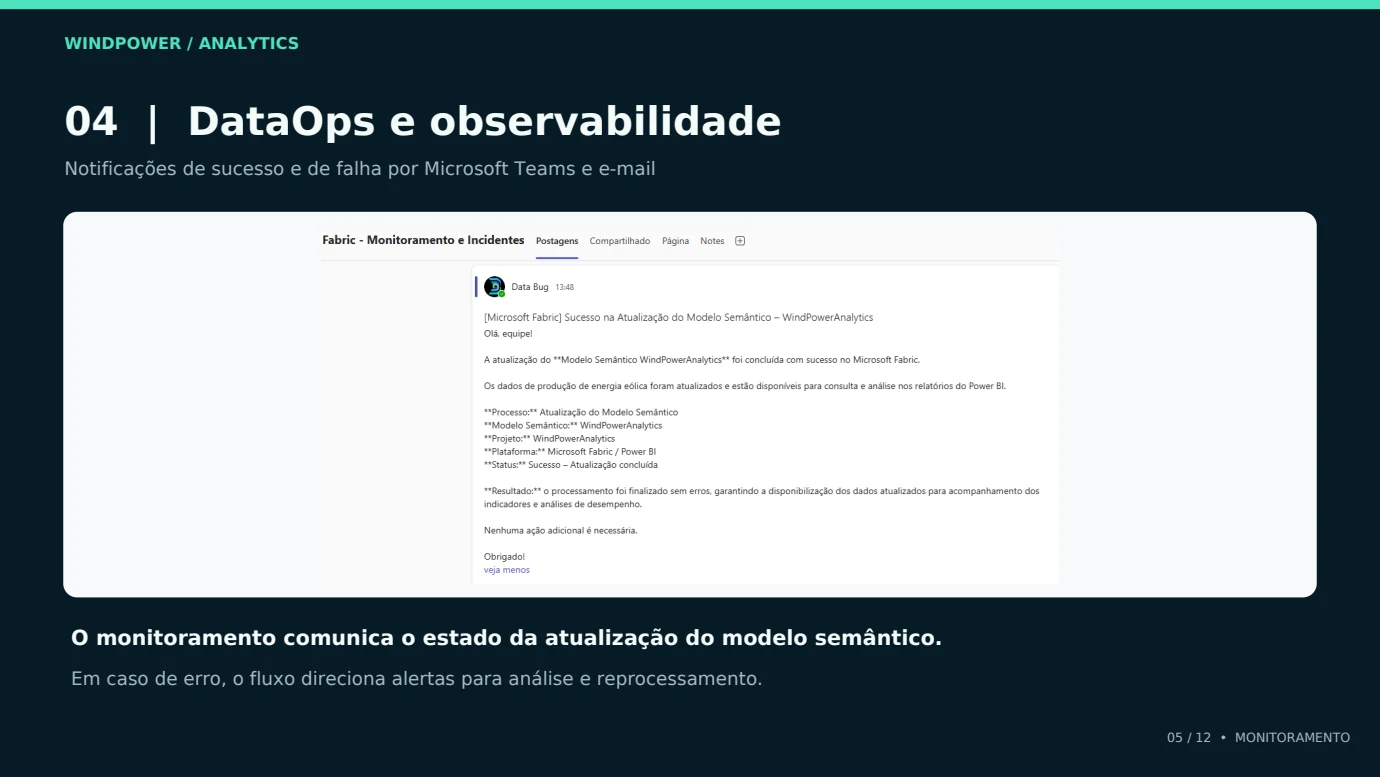 WINDPOWER / ANALYTICS
04 | DataOps e observabilidade
Notificações de sucesso e de falha por Microsoft Teams e e-mail
Fabric - Monitoramento e Incidentes Postagens Compartilhado Página Notes
Data Bug 13:48
[Microsoft Fabric] Sucesso na Atualização do Modelo Semântico – WindPowerAnalytics
Olá, equipe!
A atualização do **Modelo Semântico WindPowerAnalytics** foi concluída com sucesso no Microsoft Fabric.
Os dados de produção de energia eólica foram atualizados e estão disponíveis para consulta e análise nos relatórios do Power BI.
**Processo:** Atualização do Modelo Semântico
**Modelo Semântico:** WindPowerAnalytics
**Projeto:** WindPowerAnalytics
**Plataforma:** Microsoft Fabric / Power BI
**Status:** Sucesso – Atualização concluída
**Resultado:** o processamento foi finalizado sem erros, garantindo a disponibilização dos dados atualizados para acompanhamento dos
indicadores e análises de desempenho.
Nenhuma ação adicional é necessária.
Obrigado!
veja menos
O monitoramento comunica o estado da atualização do modelo semântico.
Em caso de erro, o fluxo direciona alertas para análise e reprocessamento.
05 / 12 • MONITORAMENTO